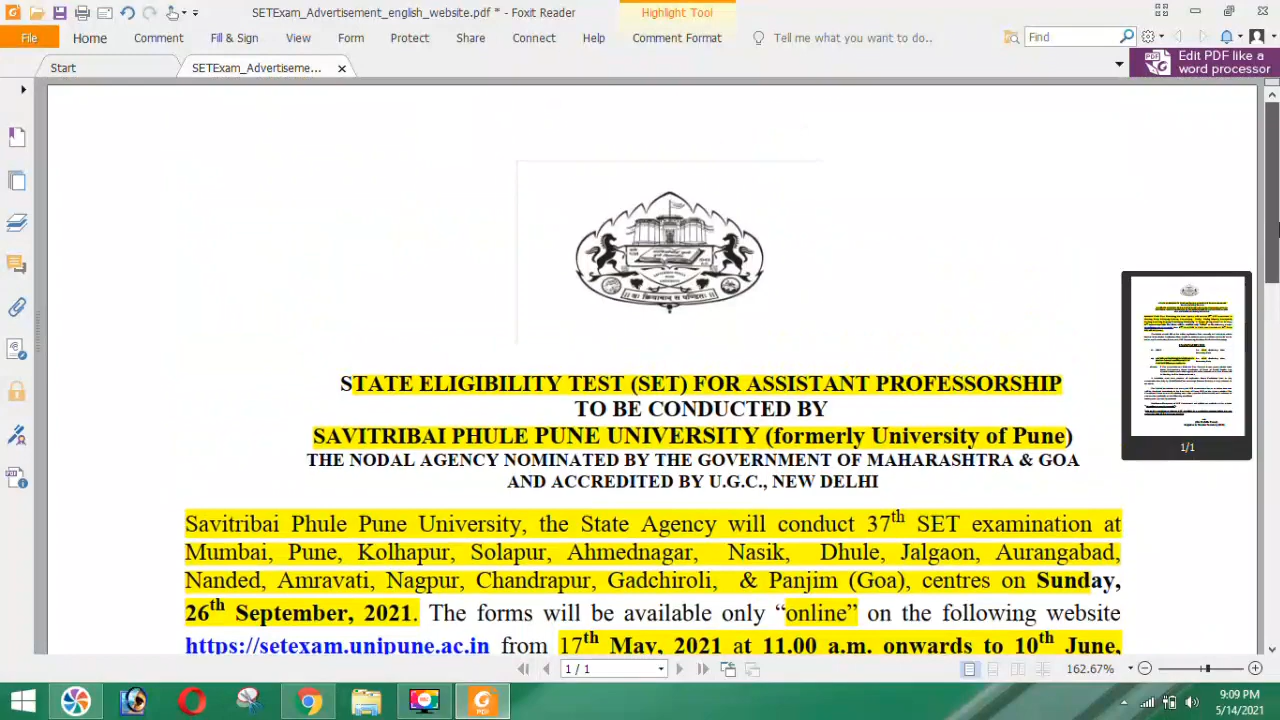 SETExam_Advertisement_english_website.pdf * - Foxit Reader
Highlight Tool
File
Home
Comment
Fill & Sign
View
Form
Protect
Share
Connect
Help
Comment Format
Tell me what you want to do..
Find
Start
SETExam_Advertiseme...
Edit PDF like a
word processor
STATE ELIGIBILITY TEST (SET) FOR ASSISTANT PROFESSORSHIP
TO BE CONDUCTED BY
SAVITRIBAI PHULE PUNE UNIVERSITY (formerly University of Pune)
THE NODAL AGENCY NOMINATED BY THE GOVERNMENT OF MAHARASHTRA & GOA
AND ACCREDITED BY U.G.C., NEW DELHI
Savitribai Phule Pune University, the State Agency will conduct 37th SET examination at
Mumbai, Pune, Kolhapur, Solapur, Ahmednagar, Nasik, Dhule, Jalgaon, Aurangabad,
Nanded, Amravati, Nagpur, Chandrapur, Gadchiroli, & Panjim (Goa), centres on Sunday,
26th September, 2021. The forms will be available only “online” on the following website
https://setexam.unipune.ac.in from 17th May, 2021 at 11.00 a.m. onwards to 10th June,
1/1
1 / 1
162.67%
9:09 PM
5/14/2021